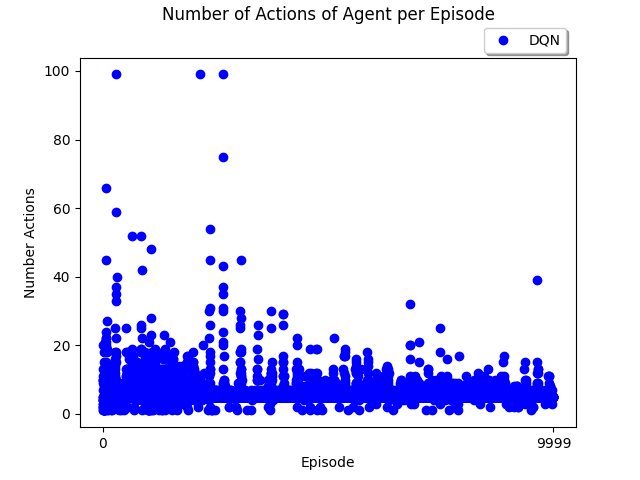 Number of Actions of Agent per Episode
DQN
100
80
60
40
20
0
Number Actions
0
9999
Episode